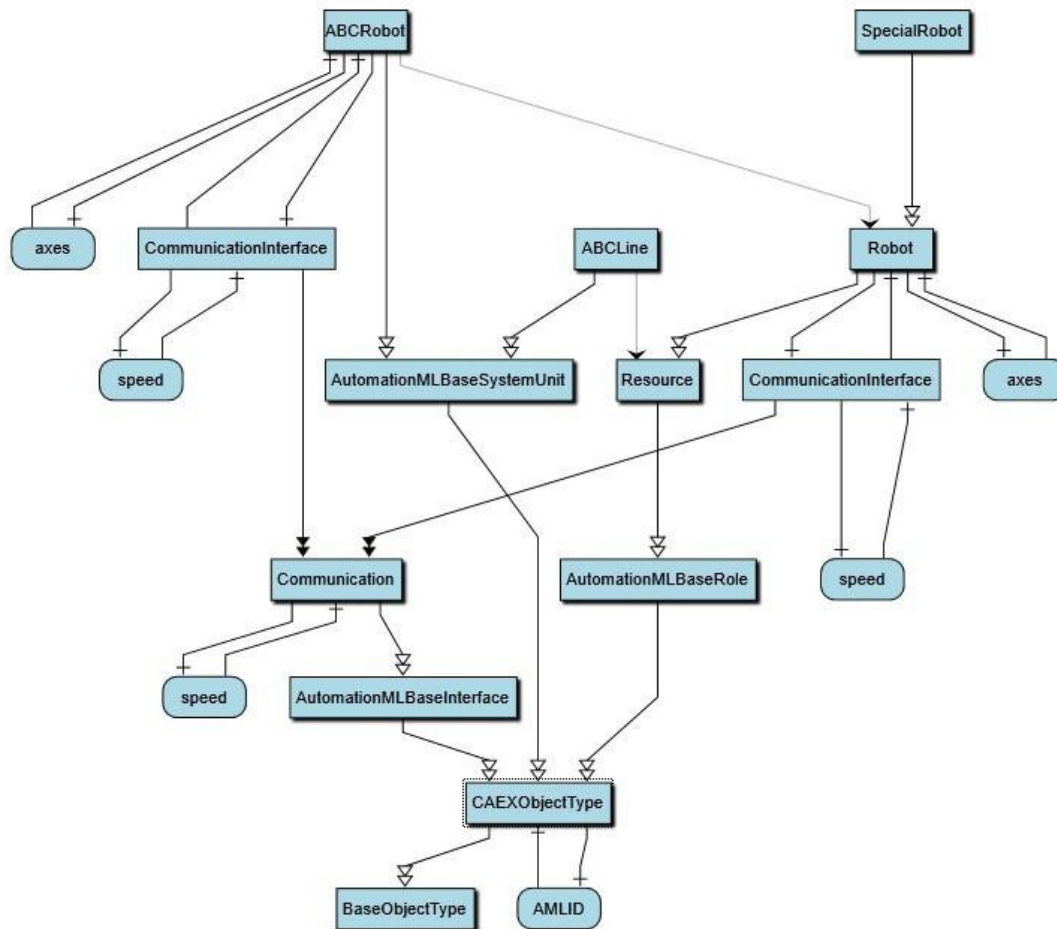 ABCRobot
SpecialRobot
axes
CommunicationInterface
ABCLine
Robot
speed
AutomationMLBaseSystemUnit
Resource
CommunicationInterface
axes
Communication
AutomationMLBaseRole
speed
speed
AutomationMLBaseInterface
CAEXObjectType
BaseObjectType
AMLID